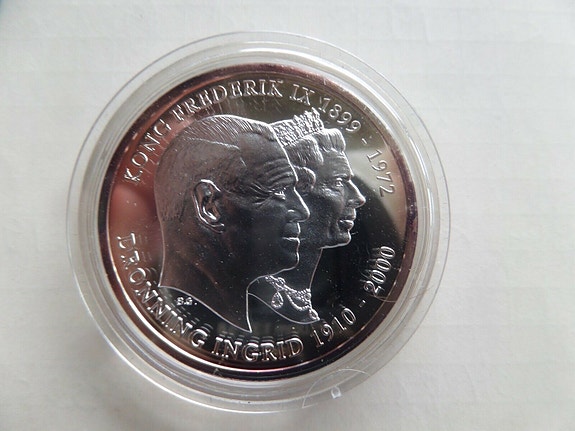 KONG FREDERIK IX 1899 - 1972
DRONNING INGRID 1910 - 2000